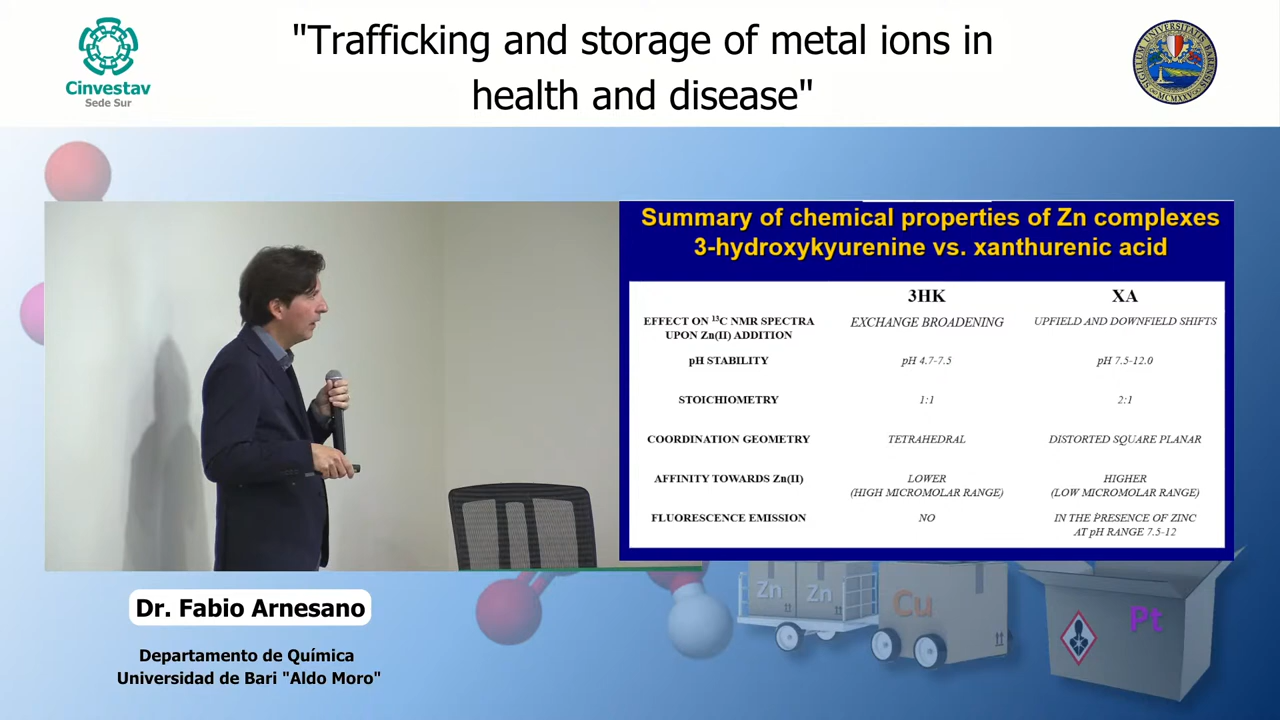 "Trafficking and storage of metal ions in
health and disease"
Cinvestav
Sede Sur
SIGILLUM UNIVERSITATIS BARENSIS
MCMXXV
Summary of chemical properties of Zn complexes
3-hydroxykyurenine vs. xanthurenic acid
3HK XA
EFFECT ON ¹⁵C NMR SPECTRA
UPON Zn(II) ADDITION
EXCHANGE BROADENING
UPFIELD AND DOWNFIELD SHIFTS
pH STABILITY
pH 4.7-7.5
pH 7.5-12.0
STOICHIOMETRY
1:1
2:1
COORDINATION GEOMETRY
TETRAHEDRAL
DISTORTED SQUARE PLANAR
AFFINITY TOWARDS Zn(II)
LOWER
(HIGH MICROMOLAR RANGE)
HIGHER
(LOW MICROMOLAR RANGE)
FLUORESCENCE EMISSION
NO
IN THE PRESENCE OF ZINC
AT pH RANGE 7.5-12
Zn
Zn
Cu
Pt
Dr. Fabio Arnesano
Departamento de Química
Universidad de Bari "Aldo Moro"